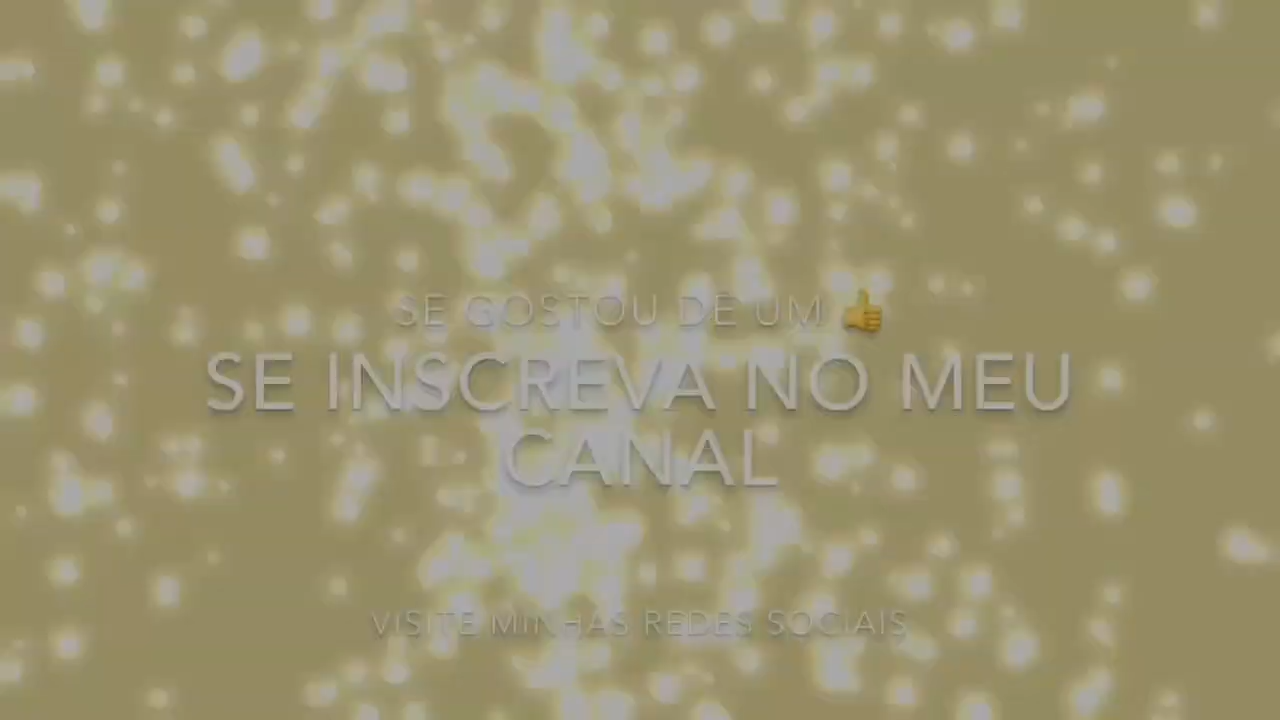 SE GOSTOU DE UM 👍
SE INSCREVA NO MEU
CANAL
VISITE MINHAS REDES SOCIAIS